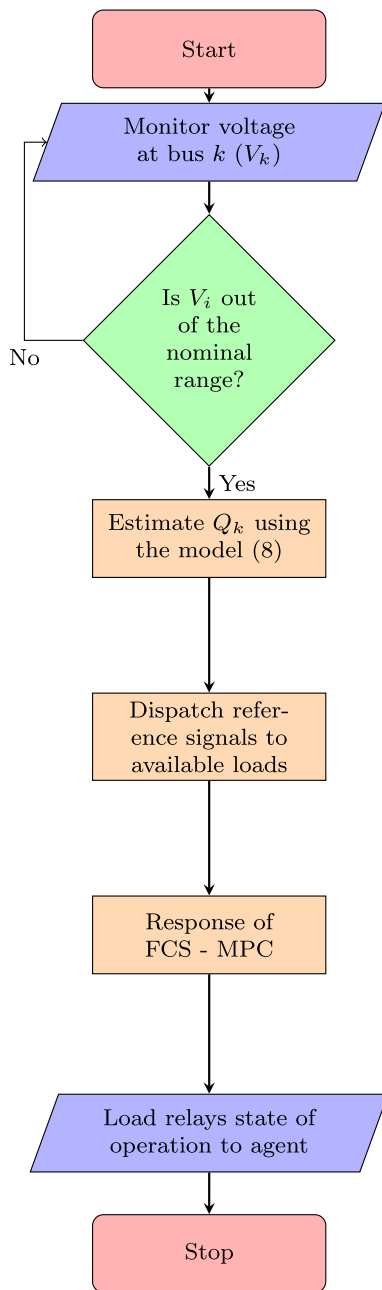 Start
Monitor voltage
at bus k (V_k)
Is V_i out
of the
nominal
range?
No
Yes
Estimate Q_k using
the model (8)
Dispatch refer-
ence signals to
available loads
Response of
FCS - MPC
Load relays state of
operation to agent
Stop